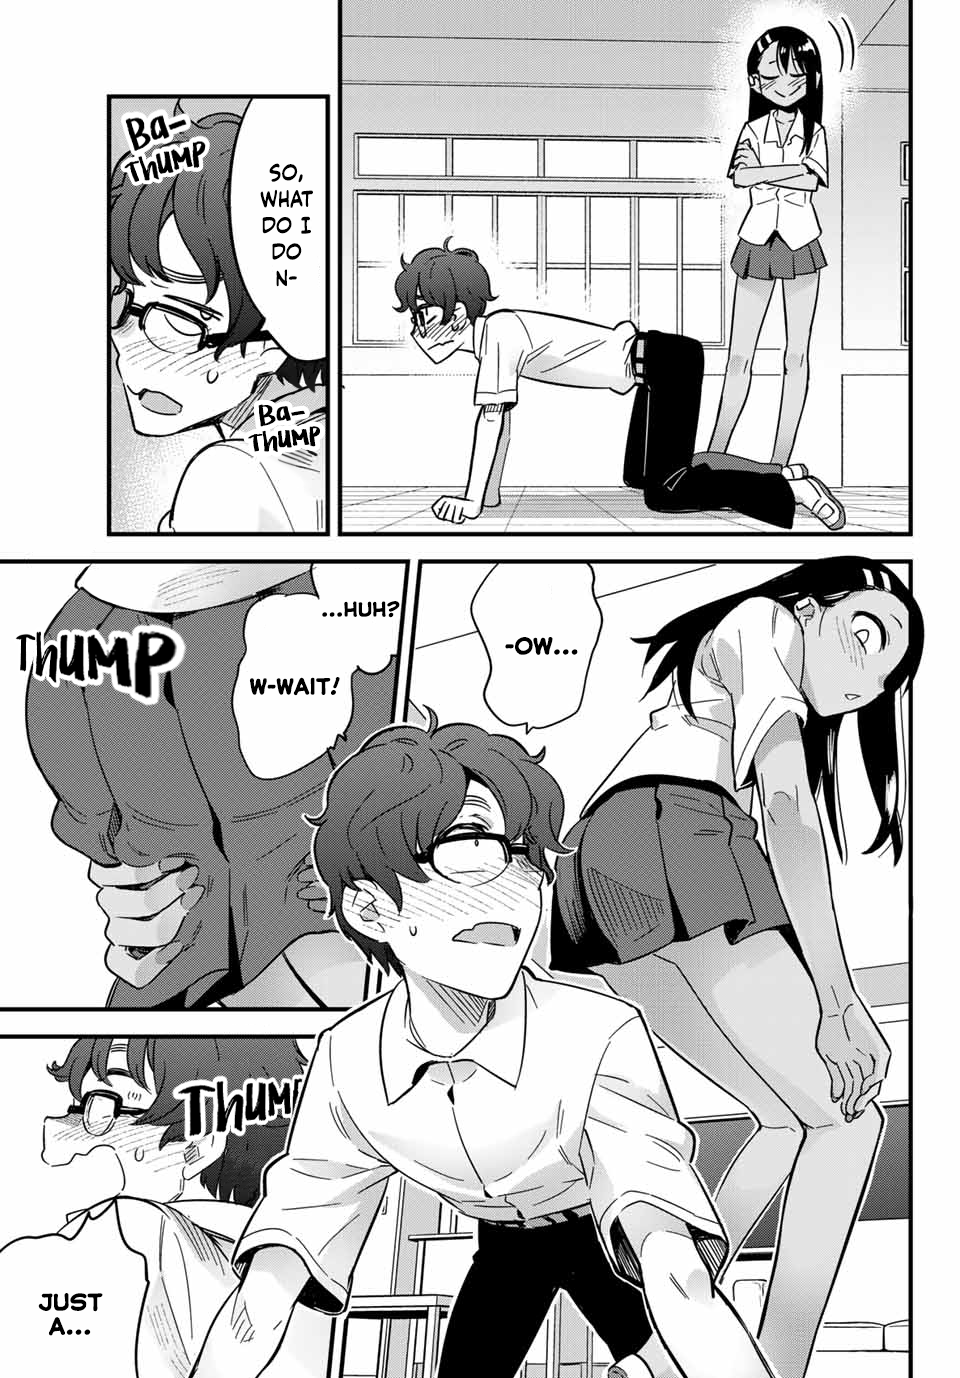 SO,
WHAT
DO I
DO
N-
Ba-
Thump
Ba-
Thump
-OW...
...HUH?
W-WAIT!
Thump
Thump
JUST
A...